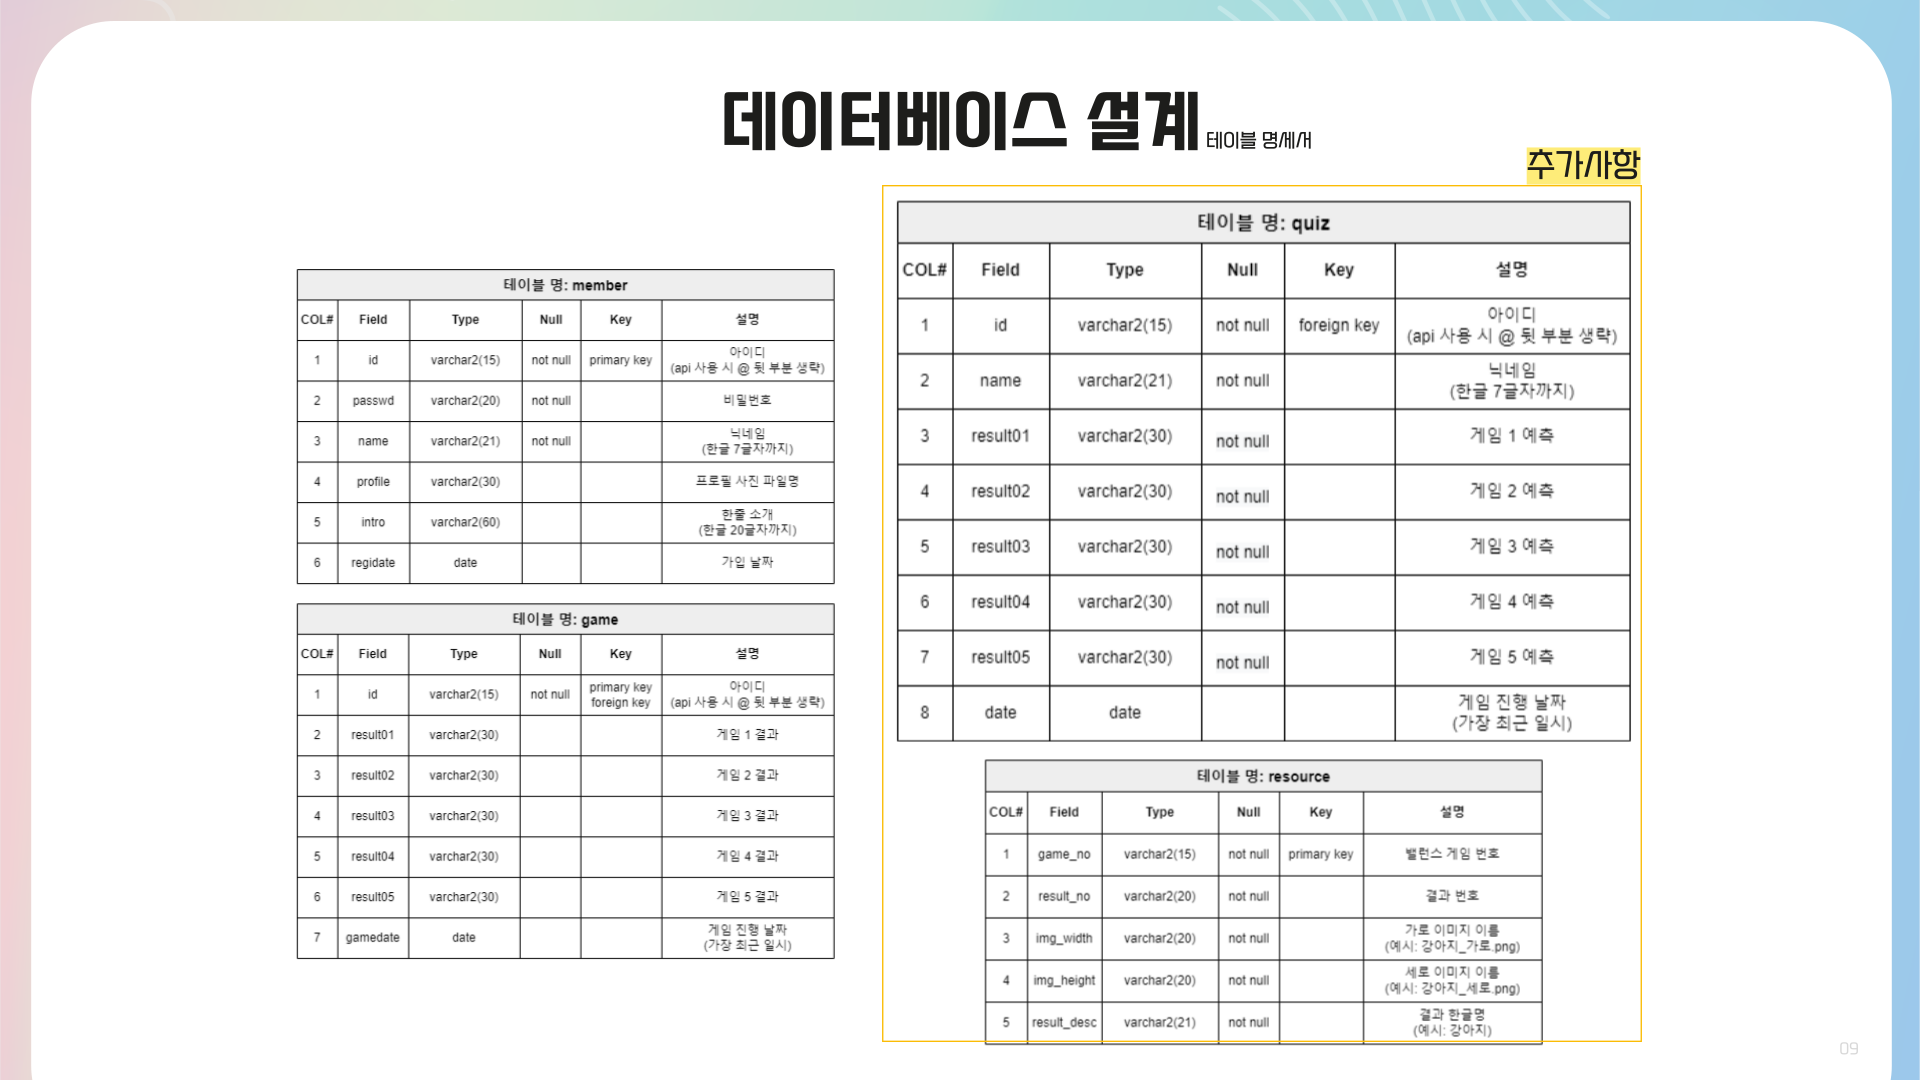 데이터베이스 설계 테이블 명세서
테이블 명: member
COL# Field Type Null Key 설명
1 id varchar2(15) not null primary key 아이디
(api 사용 시 @ 뒷 부분 생략)
2 passwd varchar2(20) not null 비밀번호
3 name varchar2(21) not null 닉네임
(한글 7글자까지)
4 profile varchar2(30) 프로필 사진 파일명
5 intro varchar2(60) 한줄 소개
(한글 20글자까지)
6 regidate date 가입 날짜
테이블 명: game
COL# Field Type Null Key 설명
1 id varchar2(15) not null primary key
foreign key 아이디
(api 사용 시 @ 뒷 부분 생략)
2 result01 varchar2(30) 게임 1 결과
3 result02 varchar2(30) 게임 2 결과
4 result03 varchar2(30) 게임 3 결과
5 result04 varchar2(30) 게임 4 결과
6 result05 varchar2(30) 게임 5 결과
7 gamedate date 게임 진행 날짜
(가장 최근 일시)
추가사항
테이블 명: quiz
COL# Field Type Null Key 설명
1 id varchar2(15) not null foreign key 아이디
(api 사용 시 @ 뒷 부분 생략)
2 name varchar2(21) not null 닉네임
(한글 7글자까지)
3 result01 varchar2(30) not null 게임 1 예측
4 result02 varchar2(30) not null 게임 2 예측
5 result03 varchar2(30) not null 게임 3 예측
6 result04 varchar2(30) not null 게임 4 예측
7 result05 varchar2(30) not null 게임 5 예측
8 date date 게임 진행 날짜
(가장 최근 일시)
테이블 명: resource
COL# Field Type Null Key 설명
1 game_no varchar2(15) not null primary key 밸런스 게임 번호
2 result_no varchar2(20) not null 결과 번호
3 img_width varchar2(20) not null 가로 이미지 이름
(예시: 강아지_가로.png)
4 img_height varchar2(20) not null 세로 이미지 이름
(예시: 강아지_세로.png)
5 result_desc varchar2(21) not null 결과 한글명
(예시: 강아지)
09